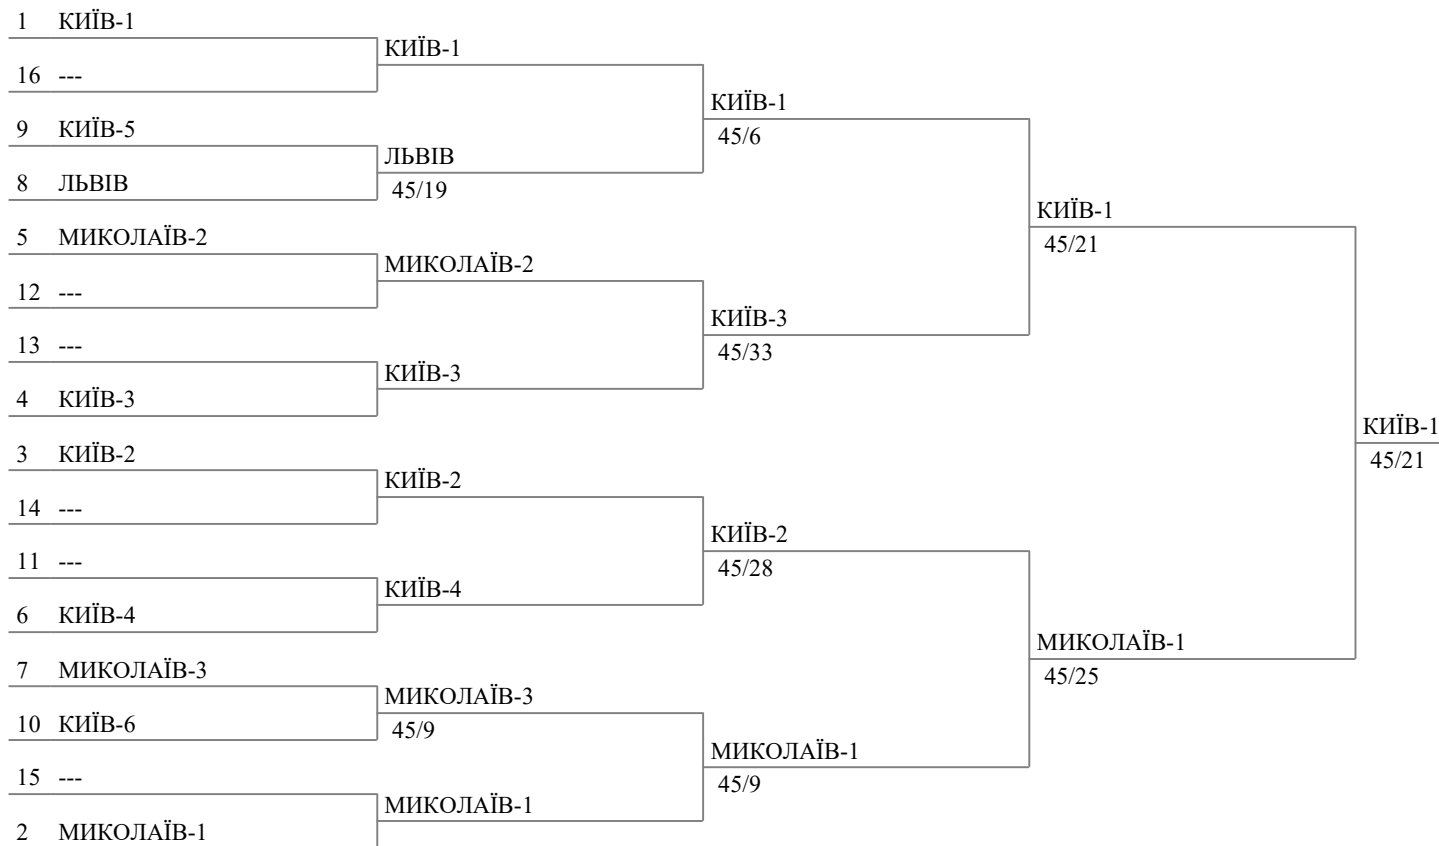 1 КИЇВ-1
16 ---
9 КИЇВ-5
8 ЛЬВІВ
5 МИКОЛАЇВ-2
12 ---
13 ---
4 КИЇВ-3
3 КИЇВ-2
14 ---
11 ---
6 КИЇВ-4
7 МИКОЛАЇВ-3
10 КИЇВ-6
15 ---
2 МИКОЛАЇВ-1
КИЇВ-1
ЛЬВІВ
45/19
МИКОЛАЇВ-2
КИЇВ-3
КИЇВ-2
КИЇВ-4
МИКОЛАЇВ-3
45/9
МИКОЛАЇВ-1
КИЇВ-1
45/6
КИЇВ-3
45/33
КИЇВ-2
45/28
МИКОЛАЇВ-1
45/9
КИЇВ-1
45/21
МИКОЛАЇВ-1
45/25
КИЇВ-1
45/21